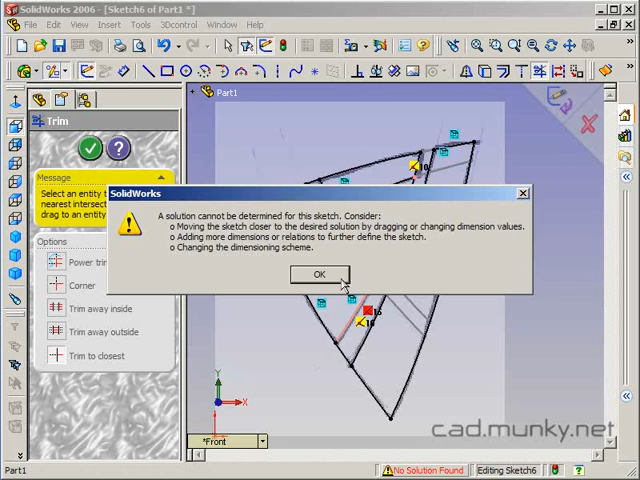 SolidWorks 2006 - [Sketch6 of Part1 *]
File Edit View Insert Tools 3Dcontrol Window Help
Part1
Trim
Message
Select an entity t
nearest intersect
drag to an entity
SolidWorks
A solution cannot be determined for this sketch. Consider:
o Moving the sketch closer to the desired solution by dragging or changing dimension values.
o Adding more dimensions or relations to further define the sketch.
o Changing the dimensioning scheme.
OK
Options
Power trim
Corner
Trim away inside
Trim away outside
Trim to closest
10
15
16
Y
X
*Front
cad.munky.net
Part1
No Solution Found
Editing Sketch6